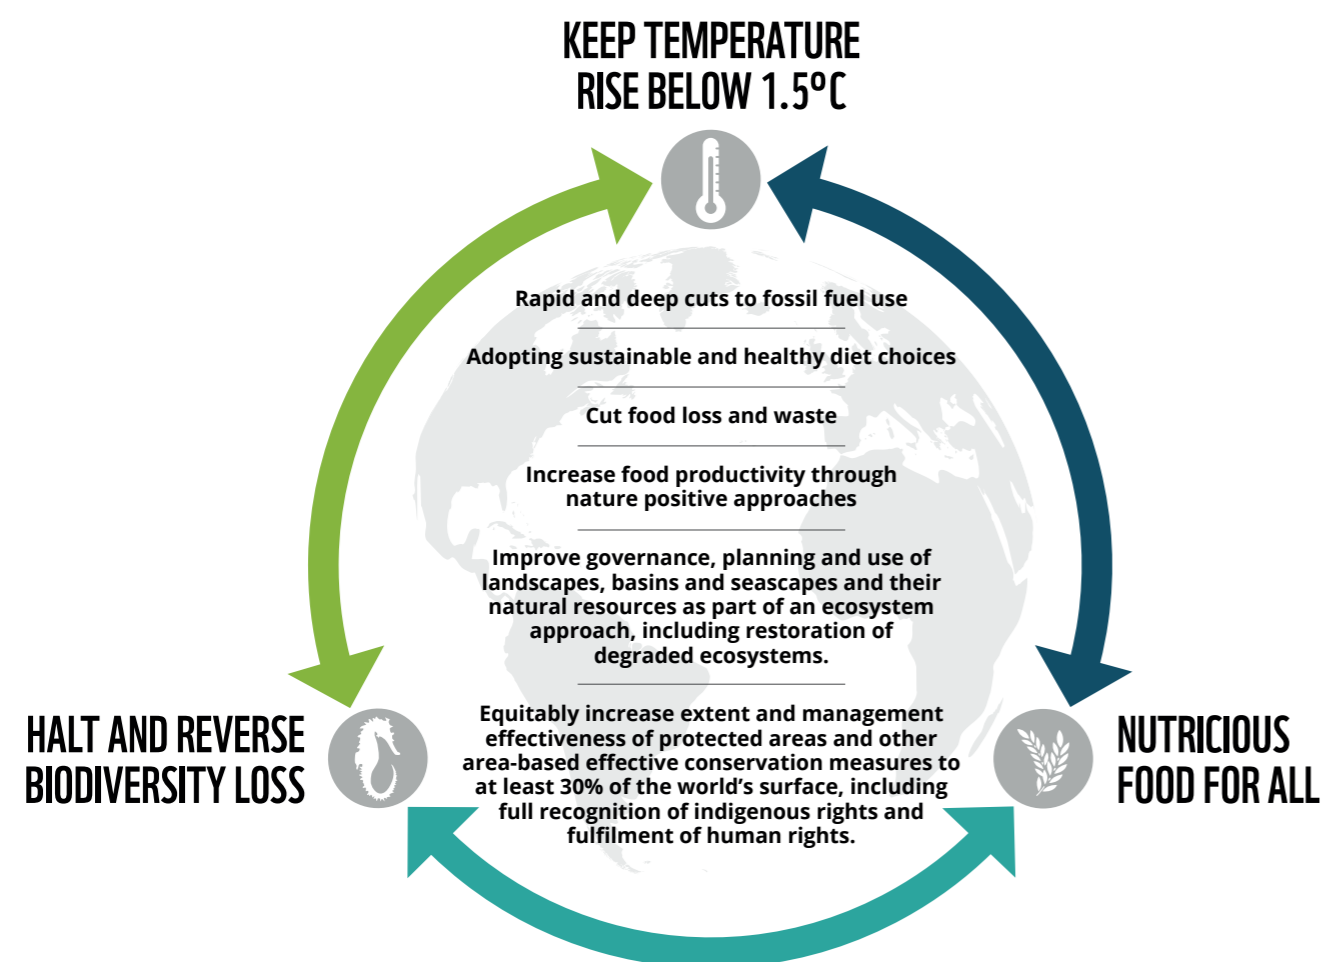 KEEP TEMPERATURE
RISE BELOW 1.5ºC
Rapid and deep cuts to fossil fuel use
Adopting sustainable and healthy diet choices
Cut food loss and waste
Increase food productivity through
nature positive approaches
Improve governance, planning and use of
landscapes, basins and seascapes and their
natural resources as part of an ecosystem
approach, including restoration of
degraded ecosystems.
Equitably increase extent and management
effectiveness of protected areas and other
area-based effective conservation measures to
at least 30% of the world’s surface, including
full recognition of indigenous rights and
fulfilment of human rights.
HALT AND REVERSE
BIODIVERSITY LOSS
NUTRICIOUS
FOOD FOR ALL